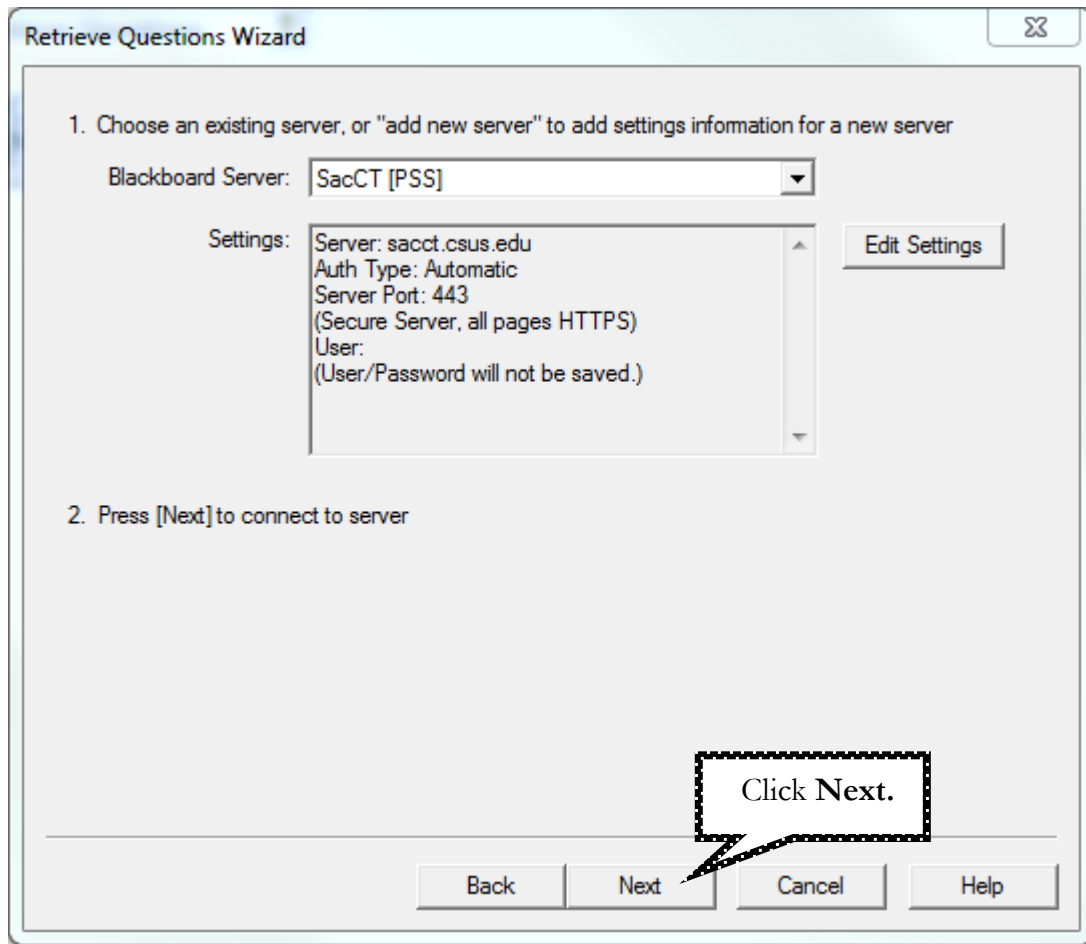 Retrieve Questions Wizard
1. Choose an existing server, or "add new server" to add settings information for a new server
Blackboard Server: SacCT [PSS]
Settings: Server: sacct.csus.edu
Edit Settings
Auth Type: Automatic
Server Port: 443
(Secure Server, all pages HTTPS)
User:
(User/Password will not be saved.)
2. Press [Next] to connect to server
Click Next.
Back Next Cancel Help